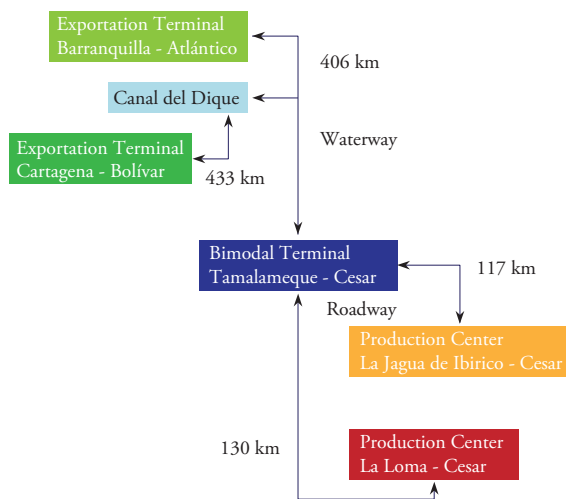 Exportation Terminal
Barranquilla - Atlántico
406 km
Canal del Dique
Waterway
Exportation Terminal
Cartagena - Bolívar
433 km
Bimodal Terminal
Tamalameque - Cesar
117 km
Roadway
Production Center
La Jagua de Ibirico - Cesar
130 km
Production Center
La Loma - Cesar